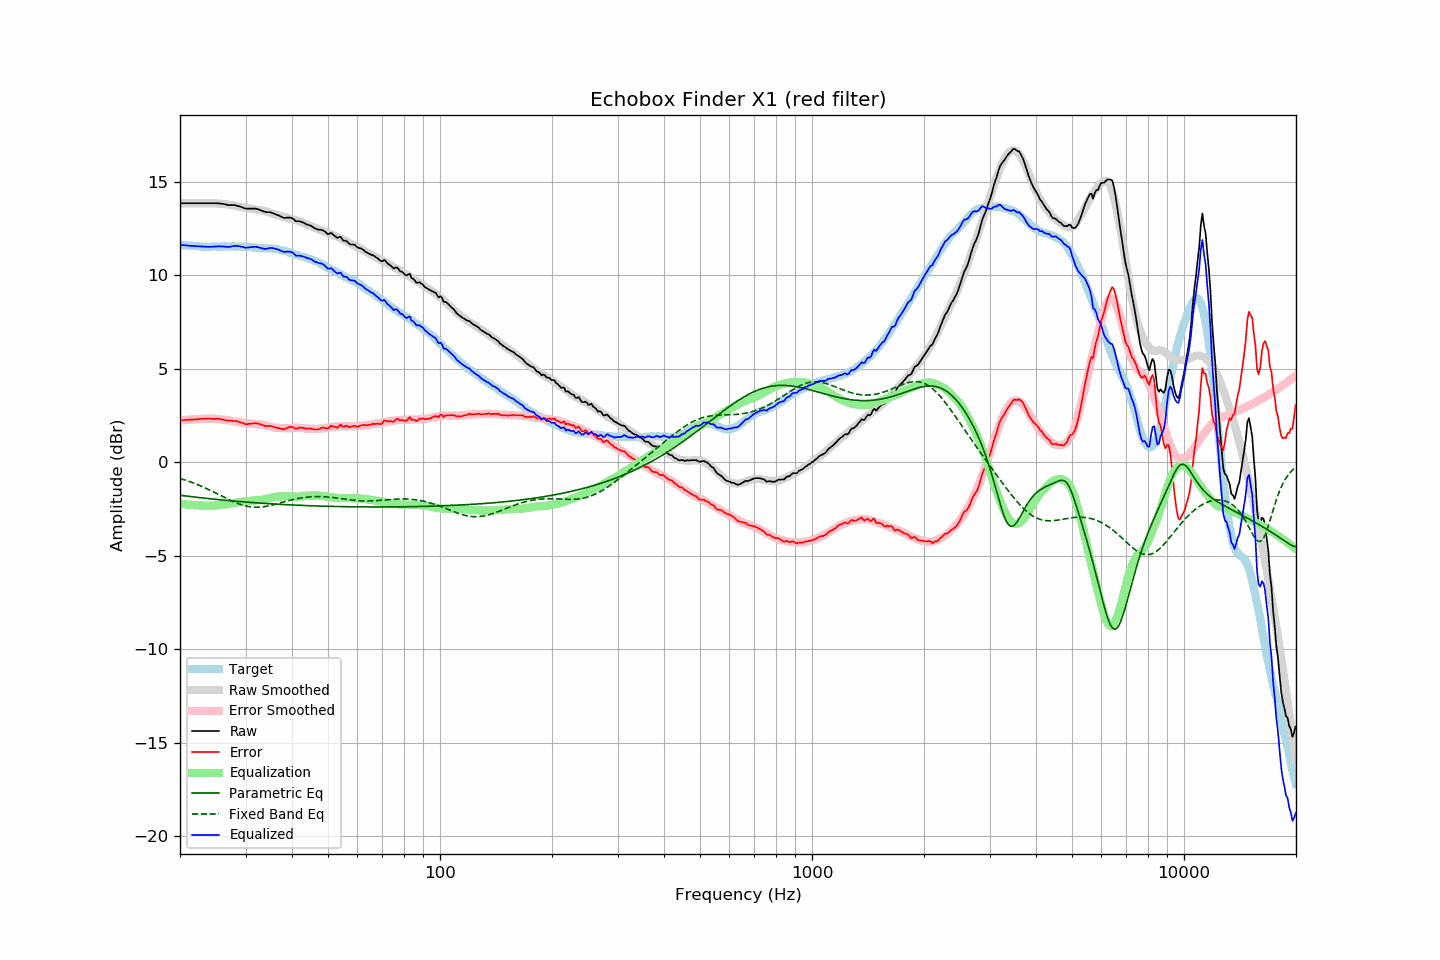 Echobox Finder X1 (red filter)
Amplitude (dBr)
15
10
5
0
−5
−10
−15
−20
Target
Raw Smoothed
Error Smoothed
Raw
Error
Equalization
Parametric Eq
Fixed Band Eq
Equalized
100
1000
10000
Frequency (Hz)